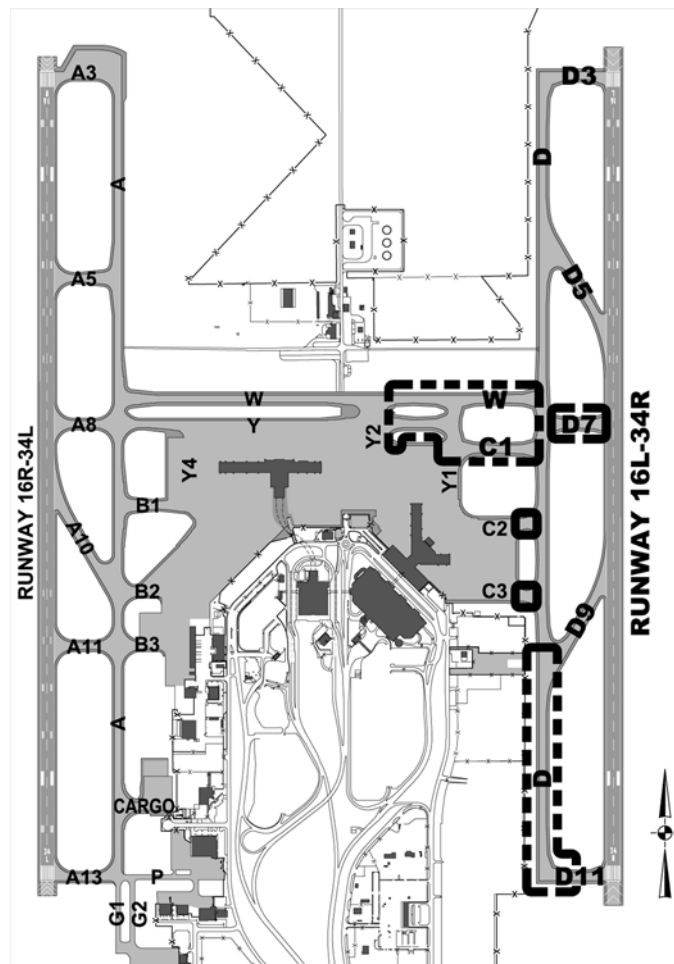 A3
D3
A
D
A5
D5
W
W
A8
Y
Y2
D7
C1
Y4
Y1
RUNWAY 16R-34L
RUNWAY 16L-34R
B1
A10
C2
B2
C3
D9
A11
B3
A
D
CARGO
A13
P
D11
G1
G2